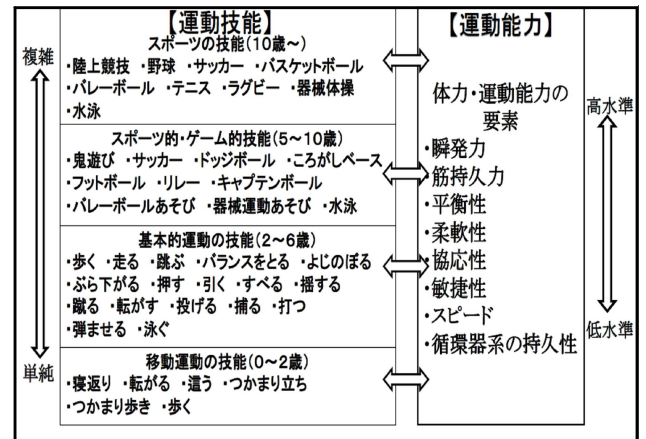 【運動技能】
スポーツの技能(10歳～)
・陸上競技 ・野球 ・サッカー ・バスケットボール
・バレーボール ・テニス ・ラグビー ・器械体操
・水泳
スポーツ的・ゲーム的技能(5～10歳)
・鬼遊び ・サッカー ・ドッジボール ・ころがしベース
・フットボール ・リレー ・キャプテンボール
・バレーボールあそび ・器械運動あそび ・水泳
基本的運動の技能(2～6歳)
・歩く ・走る ・跳ぶ ・バランスをとる ・よじのぼる
・ぶら下がる ・押す ・引く ・すべる ・揺する
・蹴る ・転がす ・投げる ・捕る ・打つ
・弾ませる ・泳ぐ
移動運動の技能(0～2歳)
・寝返り ・転がる ・這う ・つかまり立ち
・つかまり歩き ・歩く
複雑
単純
【運動能力】
体力・運動能力の
要素
・瞬発力
・筋持久力
・平衡性
・柔軟性
・協応性
・敏捷性
・スピード
・循環器系の持久性
高水準
低水準